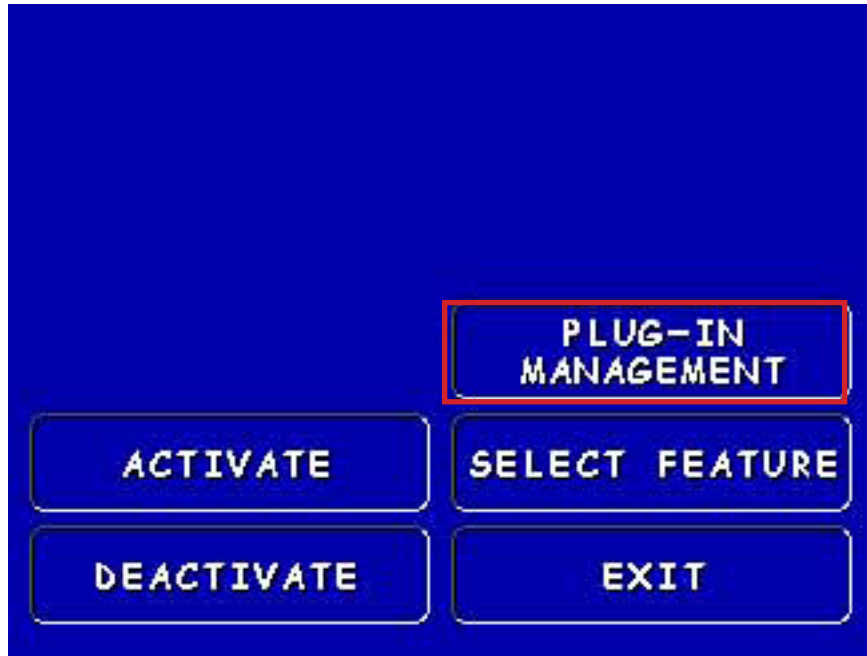 PLUG-IN
MANAGEMENT
ACTIVATE
SELECT FEATURE
DEACTIVATE
EXIT